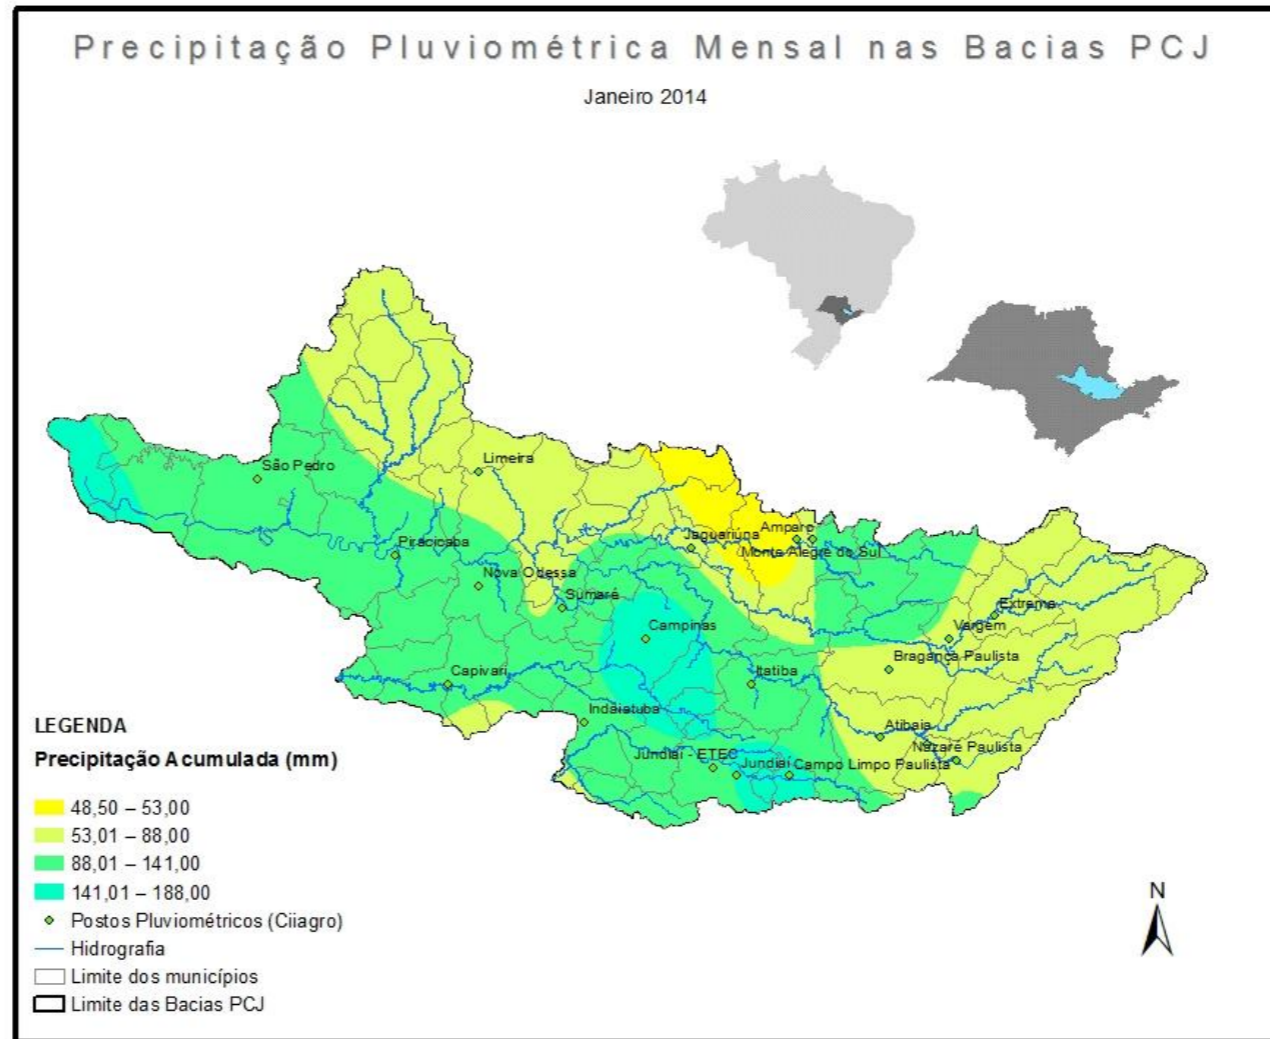 Precipitação Pluviométrica Mensal nas Bacias PCJ
Janeiro 2014
São Pedro
Limeira
Piracicaba
Jaguariúna
Amparo
Monte Alegre do Sul
Nova Odessa
Sumaré
Extrema
Campinas
Vargem
Bragança Paulista
Capivari
Itatiba
Indaiatuba
Atibaia
Nazaré Paulista
Jundiaí - ETEC
Jundiaí
Campo Limpo Paulista
LEGENDA
Precipitação Acumulada (mm)
48,50 – 53,00
53,01 – 88,00
88,01 – 141,00
141,01 – 188,00
Postos Pluviométricos (Ciiagro)
Hidrografia
Limite dos municípios
Limite das Bacias PCJ
N